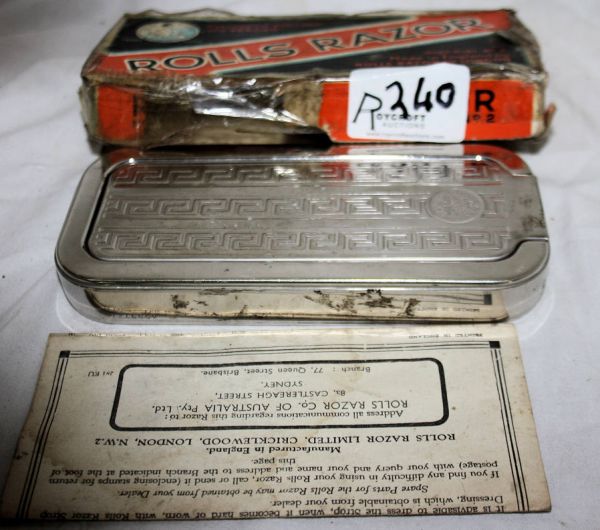 ROLLS RAZOR
R 340
ROYCROFT
AUCTIONS
R
It is advisable to dress the Strop, when it becomes hard or worn, with Rolls Razor Strop
Dressing, which is obtainable from your dealer.
Spare Parts for the Rolls Razor may be obtained from your Dealer.
If you find any difficulty in using your Rolls Razor, call or send it (enclosing stamps for return
postage) with your query and your name and address to the Branch indicated at the foot of
this page.
Manufactured in England.
ROLLS RAZOR LIMITED, CRICKLEWOOD, LONDON, N.W.2
Address all communications regarding this Razor to:
ROLLS RAZOR Co. OF AUSTRALIA Pty. Ltd.
8a, CASTLEREAGH STREET,
SYDNEY.
Branch: 77, Queen Street, Brisbane.
PRINTED IN ENGLAND